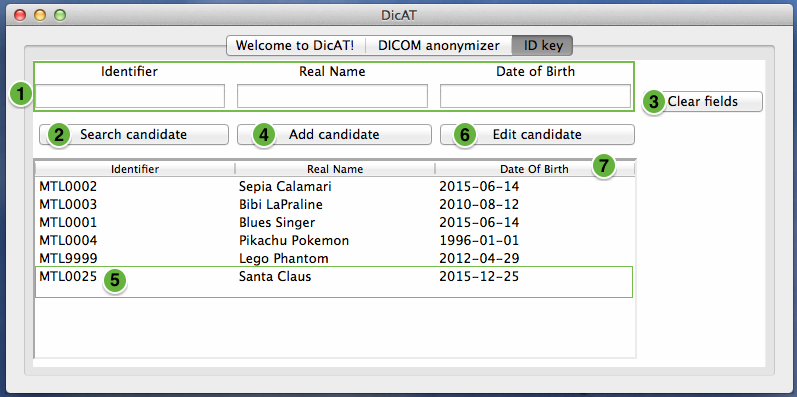 DicAT
Welcome to DicAT! DICOM anonymizer ID key
Identifier Real Name Date of Birth
1
3 Clear fields
2 Search candidate 4 Add candidate 6 Edit candidate
7
Identifier Real Name Date Of Birth
MTL0002 Sepia Calamari 2015-06-14
MTL0003 Bibi LaPraline 2010-08-12
MTL0001 Blues Singer 2015-06-14
MTL0004 Pikachu Pokemon 1996-01-01
MTL9999 Lego Phantom 2012-04-29
MTL0025 5 Santa Claus 2015-12-25